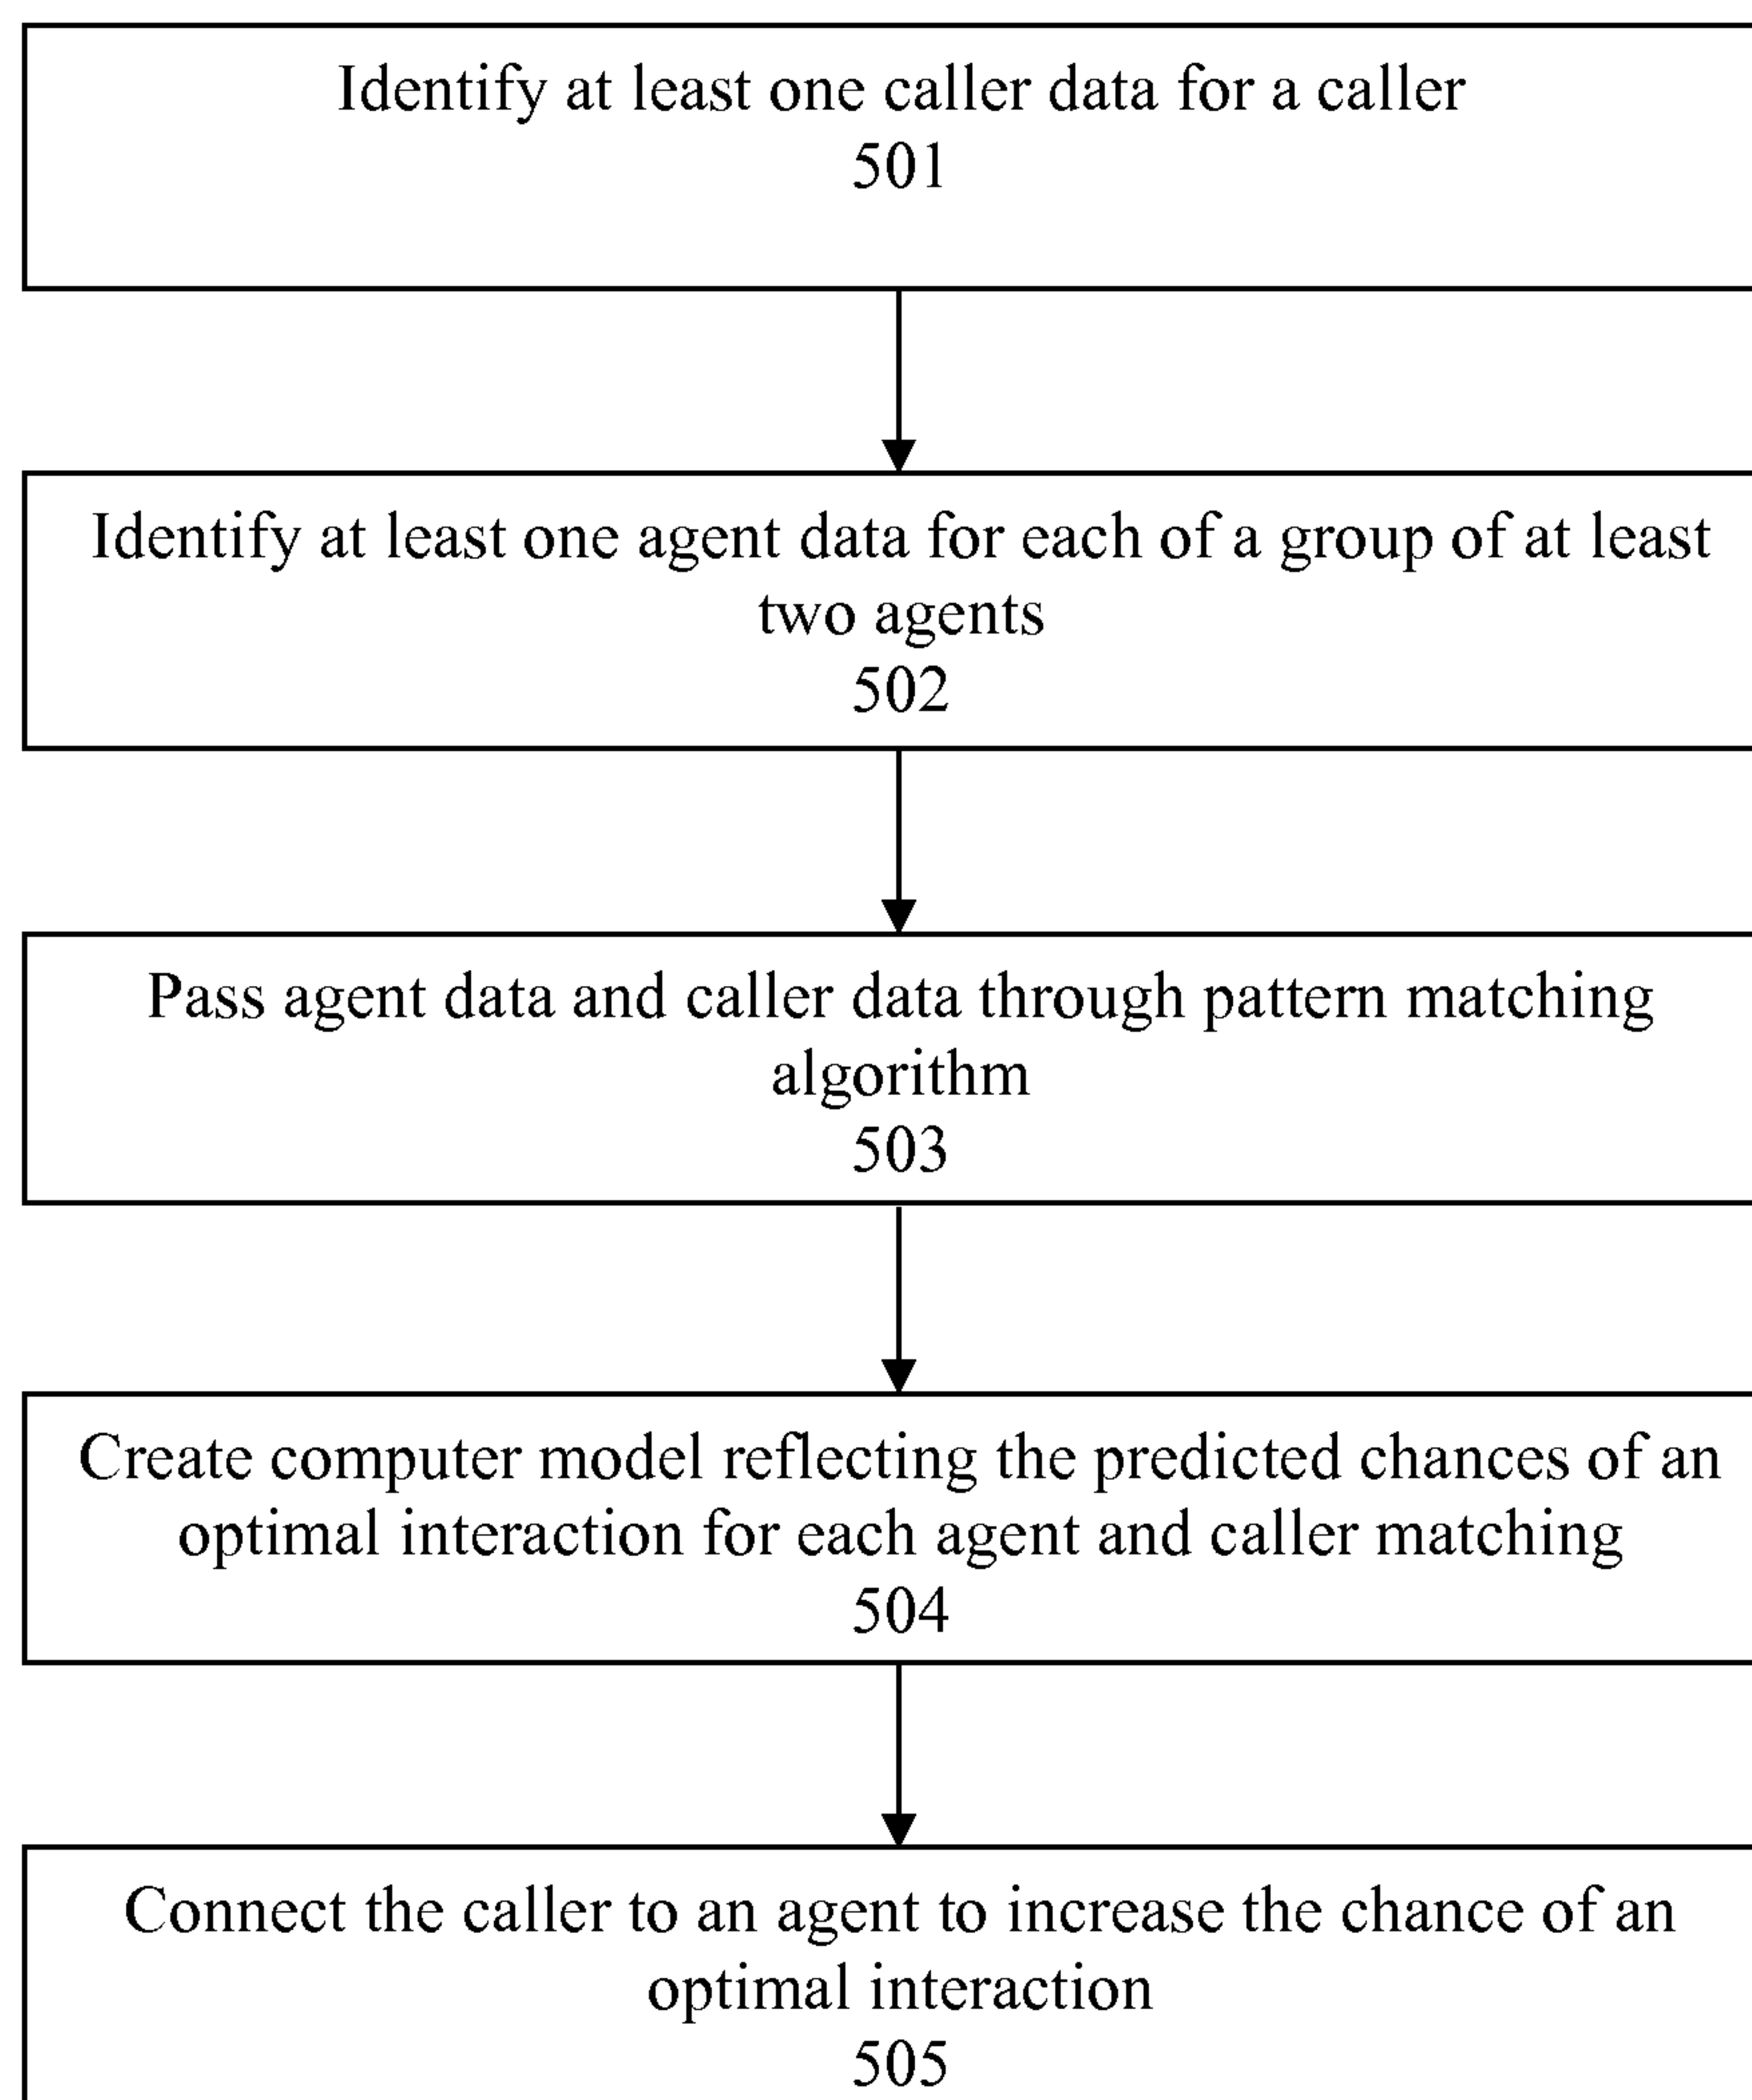 Identify at least one caller data for a caller
501
Identify at least one agent data for each of a group of at least
two agents
502
Pass agent data and caller data through pattern matching
algorithm
503
Create computer model reflecting the predicted chances of an
optimal interaction for each agent and caller matching
504
Connect the caller to an agent to increase the chance of an
optimal interaction
505